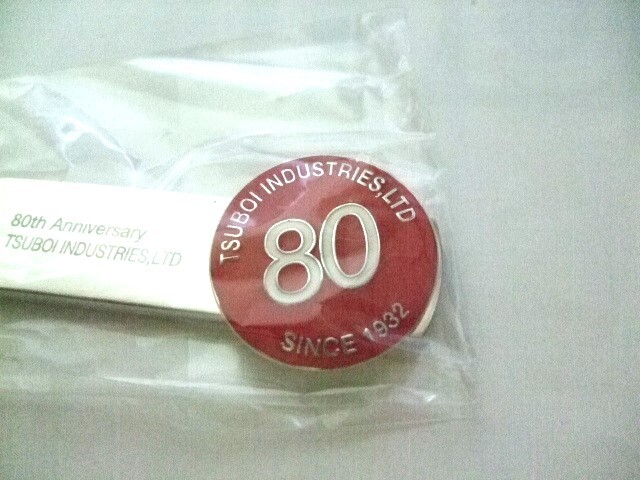 80th Anniversary
TSUBOI INDUSTRIES,LTD
TSUBOI INDUSTRIES,LTD
80
SINCE 1932